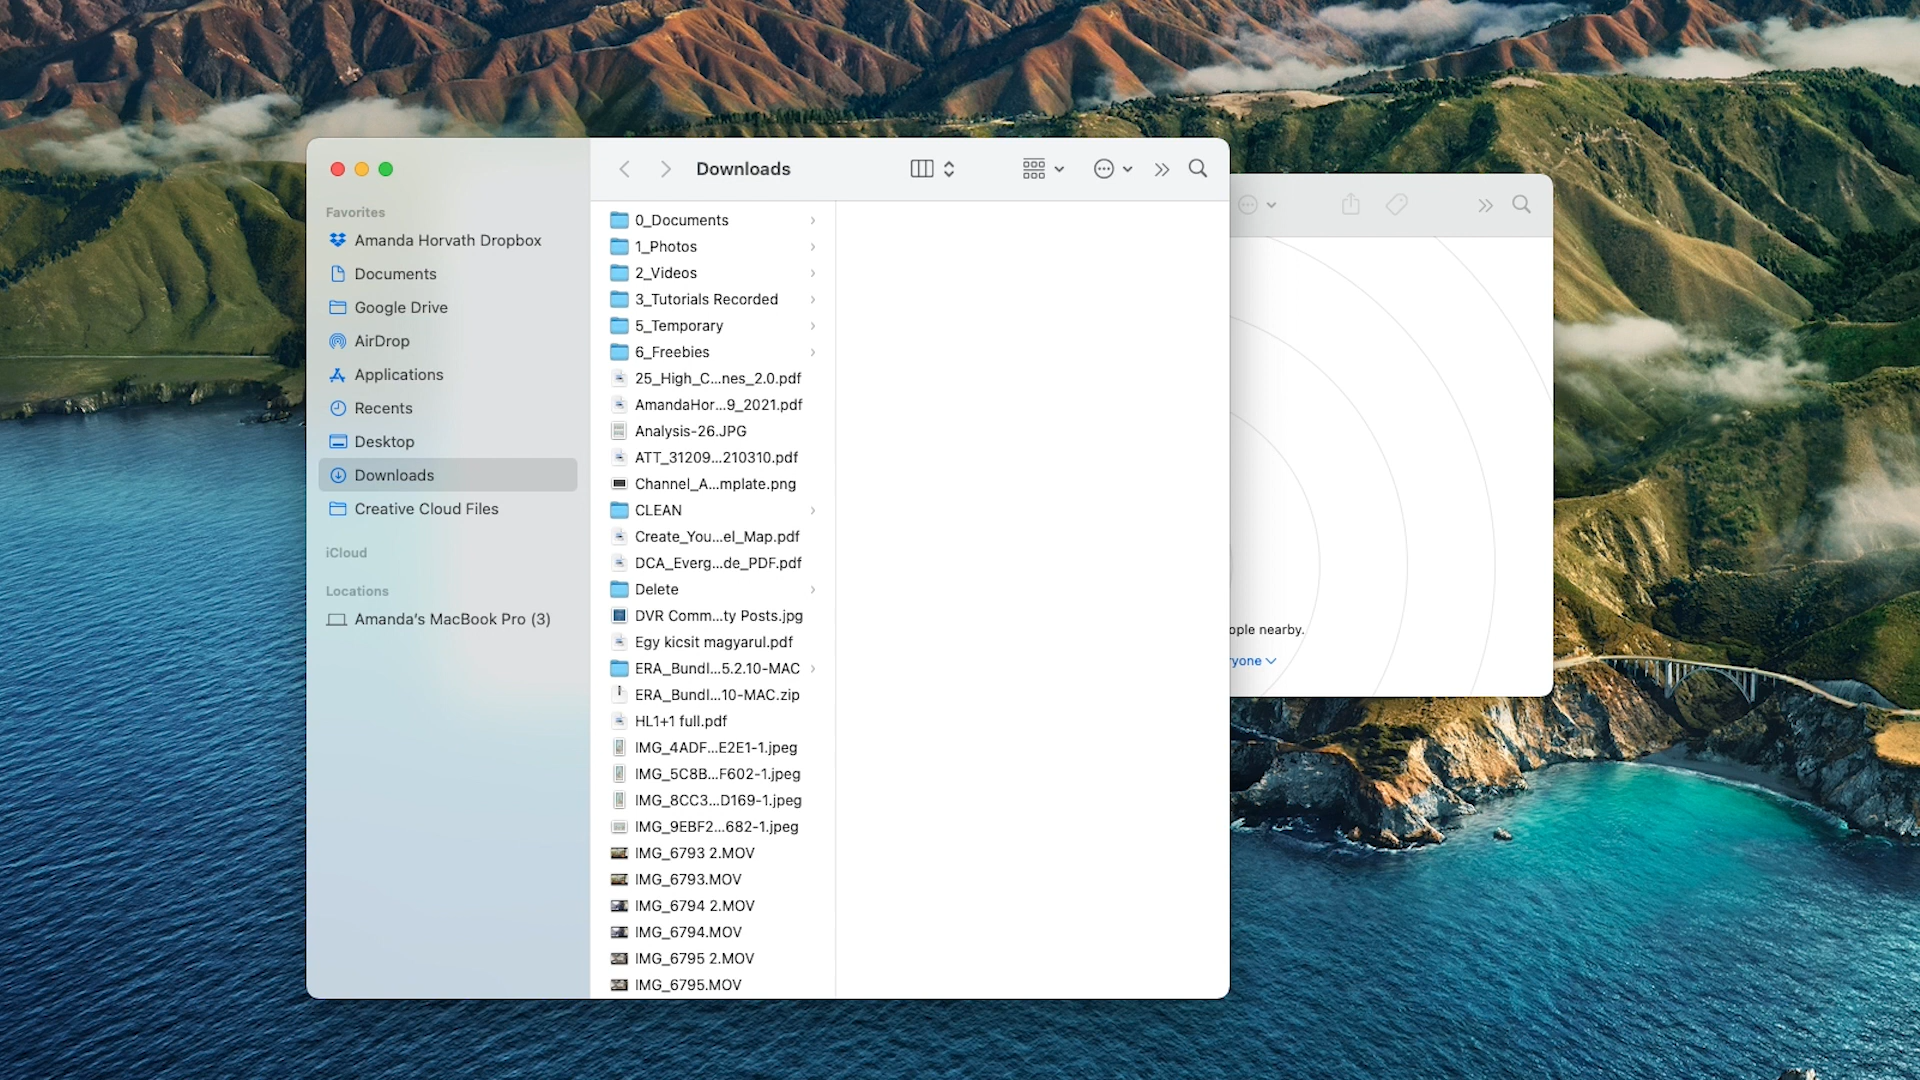 Downloads
Favorites
Amanda Horvath Dropbox
Documents
Google Drive
AirDrop
Applications
Recents
Desktop
Downloads
Creative Cloud Files
iCloud
Locations
Amanda's MacBook Pro (3)
0_Documents
1_Photos
2_Videos
3_Tutorials Recorded
5_Temporary
6_Freebies
25_High_C...nes_2.0.pdf
AmandaHor...9_2021.pdf
Analysis-26.JPG
ATT_31209...210310.pdf
Channel_A...mplate.png
CLEAN
Create_You...el_Map.pdf
DCA_Everg...de_PDF.pdf
Delete
DVR Comm...ty Posts.jpg
Egy kicsit magyarul.pdf
ERA_Bundl...5.2.10-MAC
ERA_Bundl...10-MAC.zip
HL1+1 full.pdf
IMG_4ADF...E2E1-1.jpeg
IMG_5C8B...F602-1.jpeg
IMG_8CC3...D169-1.jpeg
IMG_9EBF2...682-1.jpeg
IMG_6793 2.MOV
IMG_6793.MOV
IMG_6794 2.MOV
IMG_6794.MOV
IMG_6795 2.MOV
IMG_6795.MOV
ople nearby.
yone